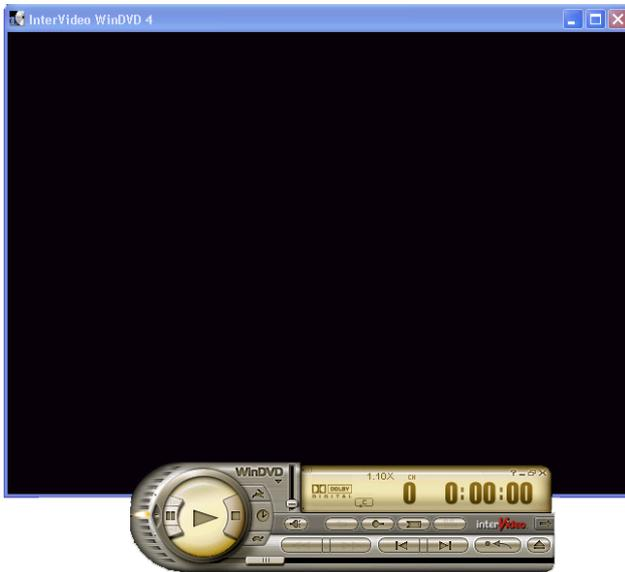 InterVideo WinDVD 4
WinDVD
1.10X CH
DOLBY
DIGITAL
C
0 0:00:00
interVideo